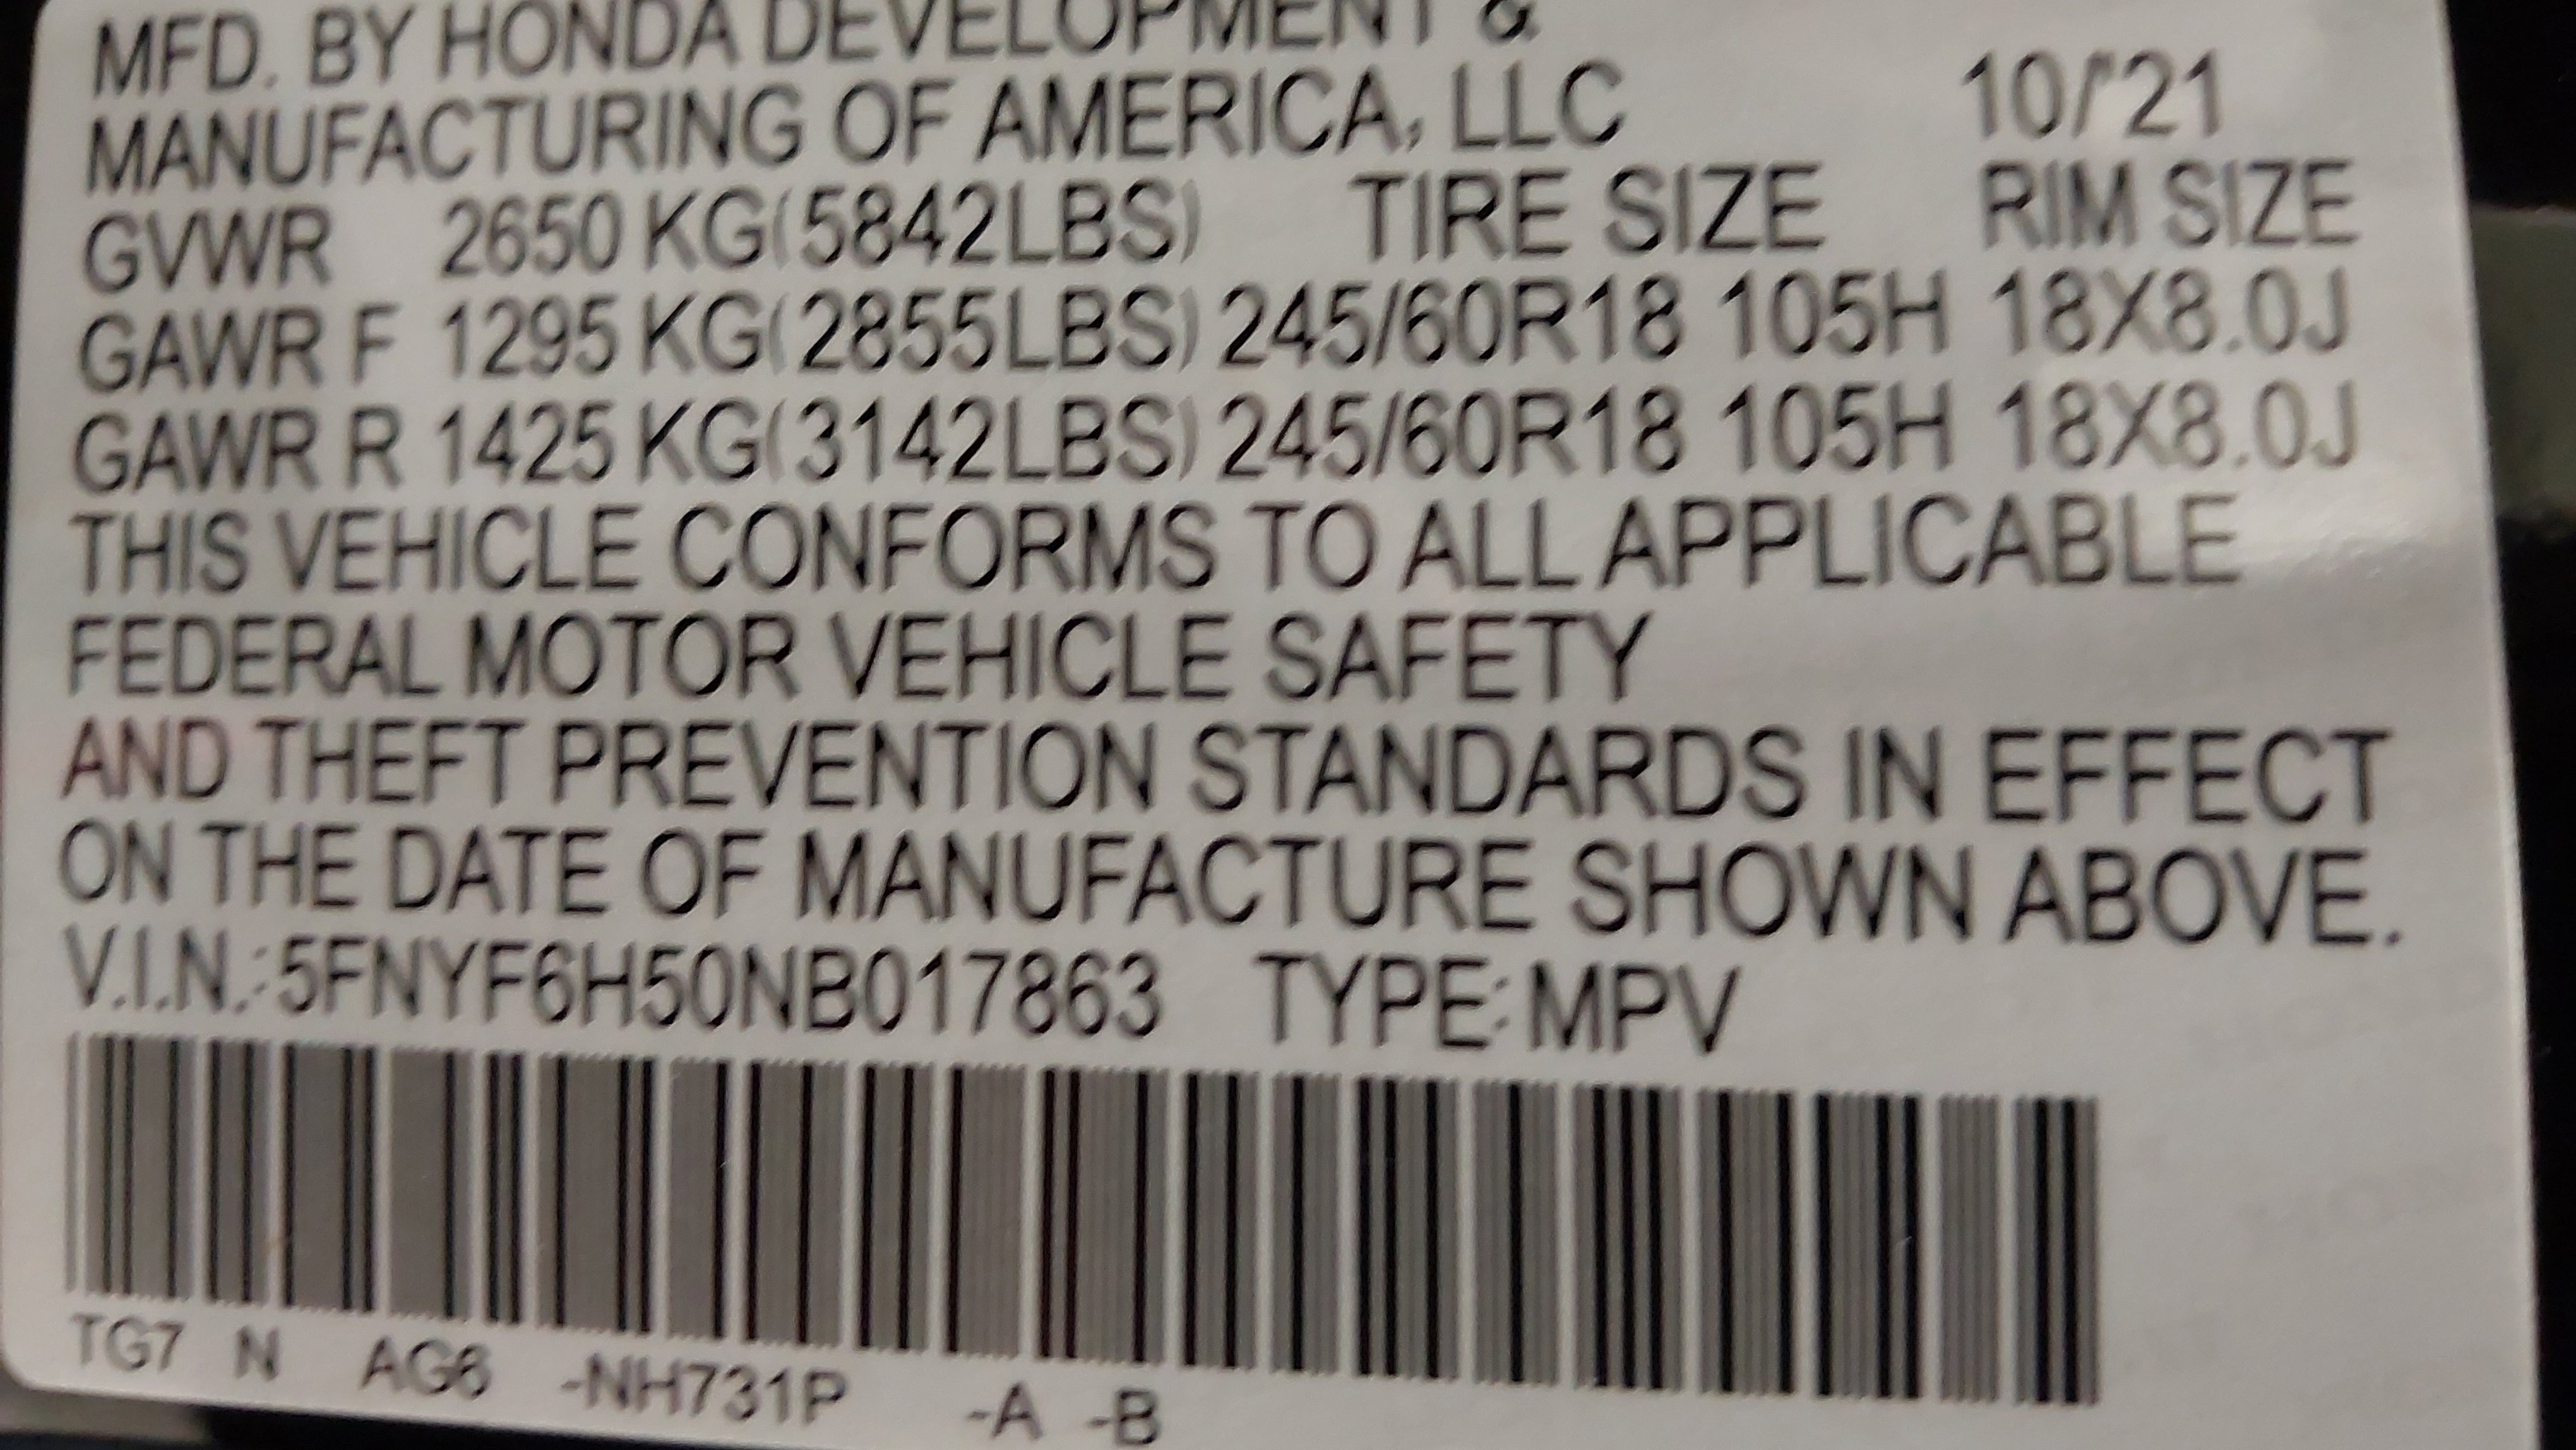 MFD. BY HONDA DEVELOPMENT &
MANUFACTURING OF AMERICA, LLC 10/'21
GVWR 2650 KG(5842LBS) TIRE SIZE RIM SIZE
GAWR F 1295 KG(2855LBS) 245/60R18 105H 18X8.0J
GAWR R 1425 KG(3142LBS) 245/60R18 105H 18X8.0J
THIS VEHICLE CONFORMS TO ALL APPLICABLE
FEDERAL MOTOR VEHICLE SAFETY
AND THEFT PREVENTION STANDARDS IN EFFECT
ON THE DATE OF MANUFACTURE SHOWN ABOVE.
V.I.N.:5FNYF6H50NB017863 TYPE:MPV
TG7 N AG6 -NH731P -A -B